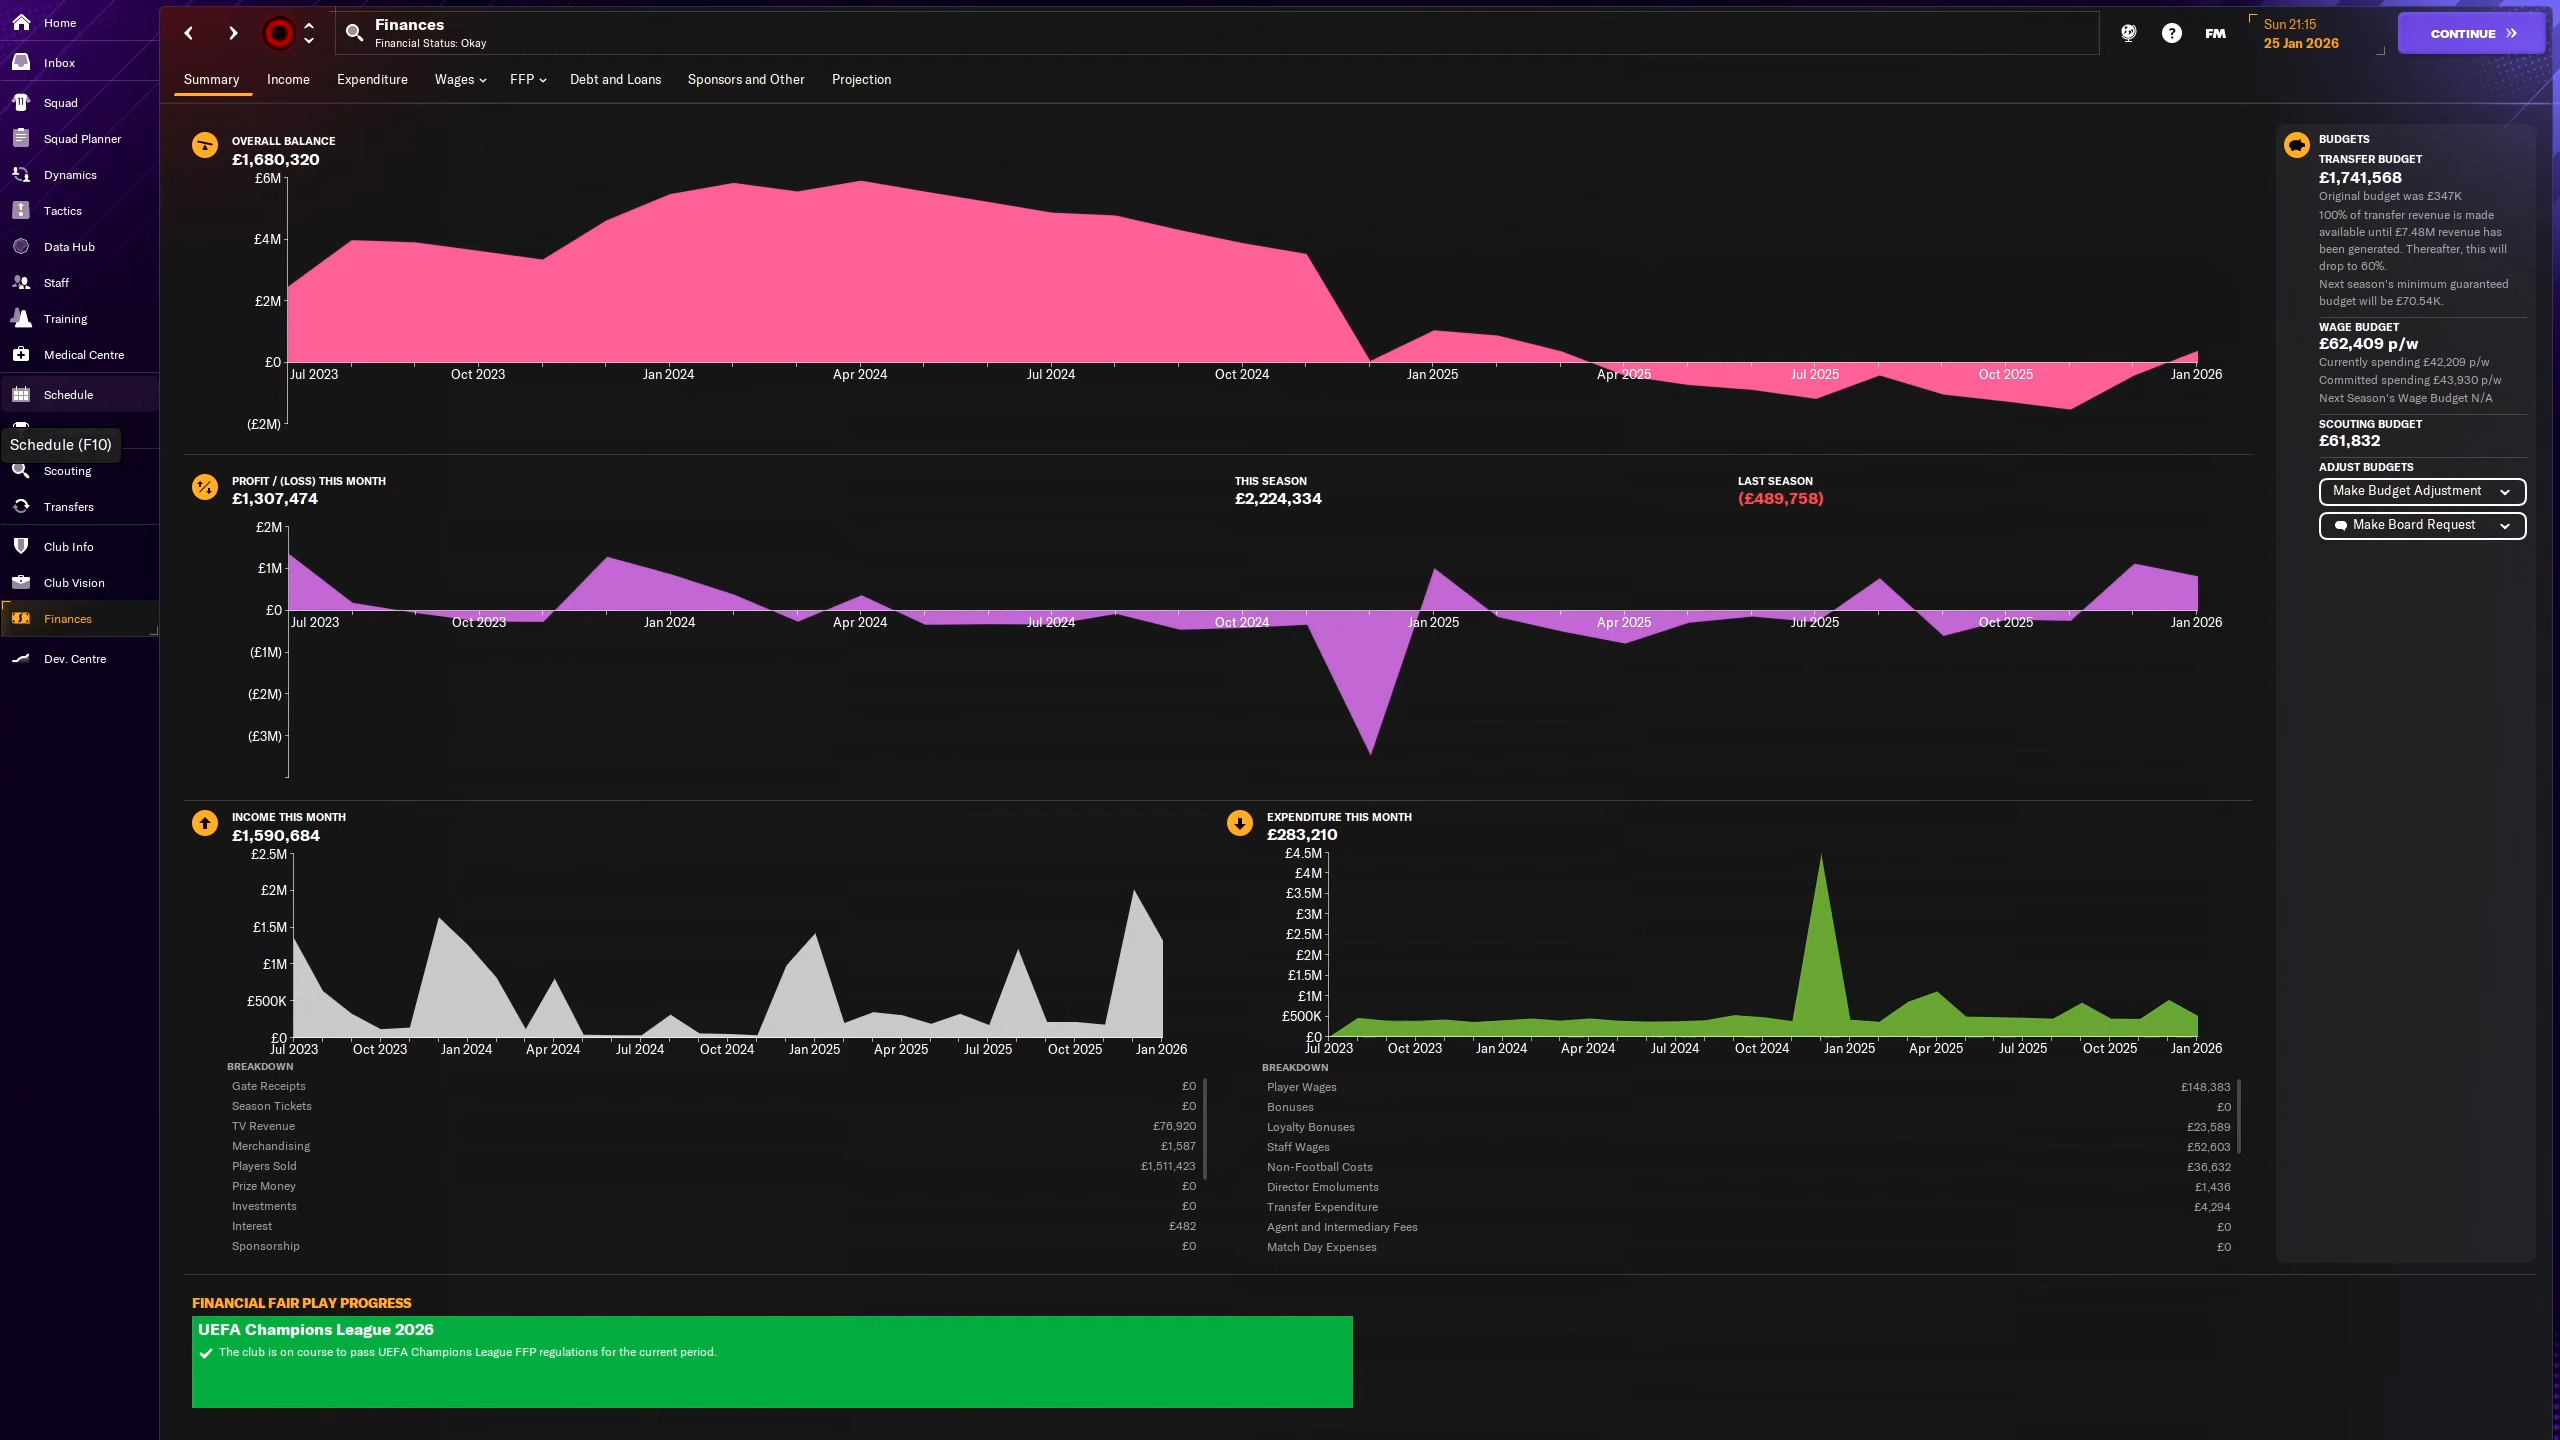 Home
Inbox
Squad
Squad Planner
Dynamics
Tactics
Data Hub
Staff
Training
Medical Centre
Schedule
Schedule (F10)
Scouting
Transfers
Club Info
Club Vision
Finances
Dev. Centre
Finances
Financial Status: Okay
?
FM
Sun 21:15
25 Jan 2026
CONTINUE
Summary
Income
Expenditure
Wages
FFP
Debt and Loans
Sponsors and Other
Projection
OVERALL BALANCE
£1,680,320
£6M
£4M
£2M
£0
(£2M)
Jul 2023
Oct 2023
Jan 2024
Apr 2024
Jul 2024
Oct 2024
Jan 2025
Apr 2025
Jul 2025
Oct 2025
Jan 2026
PROFIT / (LOSS) THIS MONTH
£1,307,474
THIS SEASON
£2,224,334
LAST SEASON
(£489,758)
£2M
£1M
£0
(£1M)
(£2M)
(£3M)
Jul 2023
Oct 2023
Jan 2024
Apr 2024
Jul 2024
Oct 2024
Jan 2025
Apr 2025
Jul 2025
Oct 2025
Jan 2026
INCOME THIS MONTH
£1,590,684
£2.5M
£2M
£1.5M
£1M
£500K
£0
Jul 2023
Oct 2023
Jan 2024
Apr 2024
Jul 2024
Oct 2024
Jan 2025
Apr 2025
Jul 2025
Oct 2025
Jan 2026
BREAKDOWN
Gate Receipts £0
Season Tickets £0
TV Revenue £76,920
Merchandising £1,587
Players Sold £1,511,423
Prize Money £0
Investments £0
Interest £482
Sponsorship £0
EXPENDITURE THIS MONTH
£283,210
£4.5M
£4M
£3.5M
£3M
£2.5M
£2M
£1.5M
£1M
£500K
£0
Jul 2023
Oct 2023
Jan 2024
Apr 2024
Jul 2024
Oct 2024
Jan 2025
Apr 2025
Jul 2025
Oct 2025
Jan 2026
BREAKDOWN
Player Wages £148,383
Bonuses £0
Loyalty Bonuses £23,589
Staff Wages £52,603
Non-Football Costs £36,632
Director Emoluments £1,436
Transfer Expenditure £4,294
Agent and Intermediary Fees £0
Match Day Expenses £0
FINANCIAL FAIR PLAY PROGRESS
UEFA Champions League 2026
The club is on course to pass UEFA Champions League FFP regulations for the current period.
BUDGETS
TRANSFER BUDGET
£1,741,568
Original budget was £347K
100% of transfer revenue is made
available until £7.48M revenue has
been generated. Thereafter, this will
drop to 60%.
Next season's minimum guaranteed
budget will be £70.54K.
WAGE BUDGET
£62,409 p/w
Currently spending £42,209 p/w
Committed spending £43,930 p/w
Next Season's Wage Budget N/A
SCOUTING BUDGET
£61,832
ADJUST BUDGETS
Make Budget Adjustment
Make Board Request